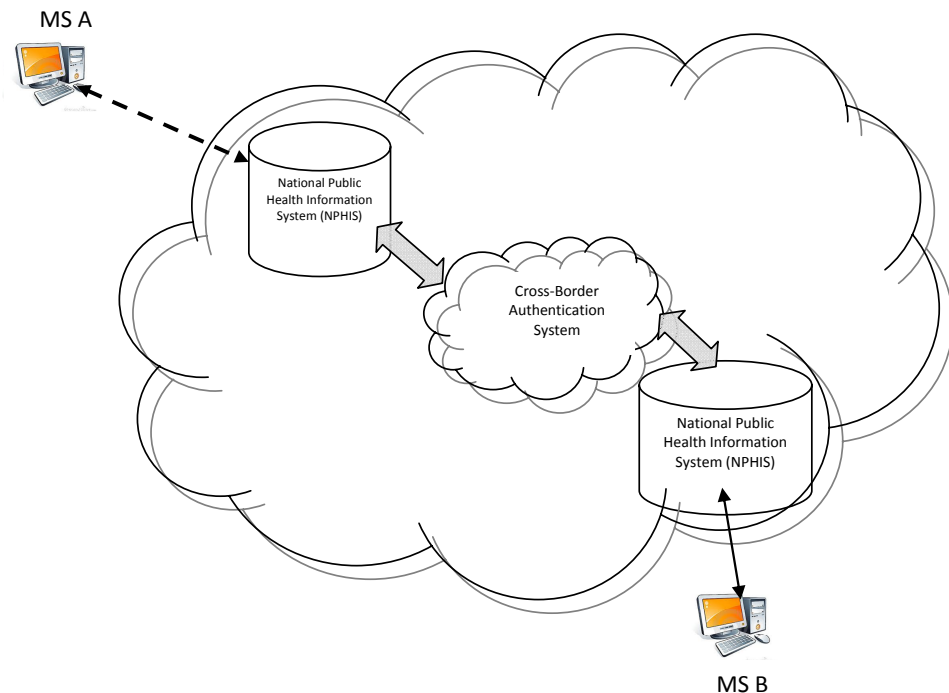 MS A
National Public
Health Information
System (NPHIS)
Cross-Border
Authentication
System
National Public
Health Information
System (NPHIS)
MS B